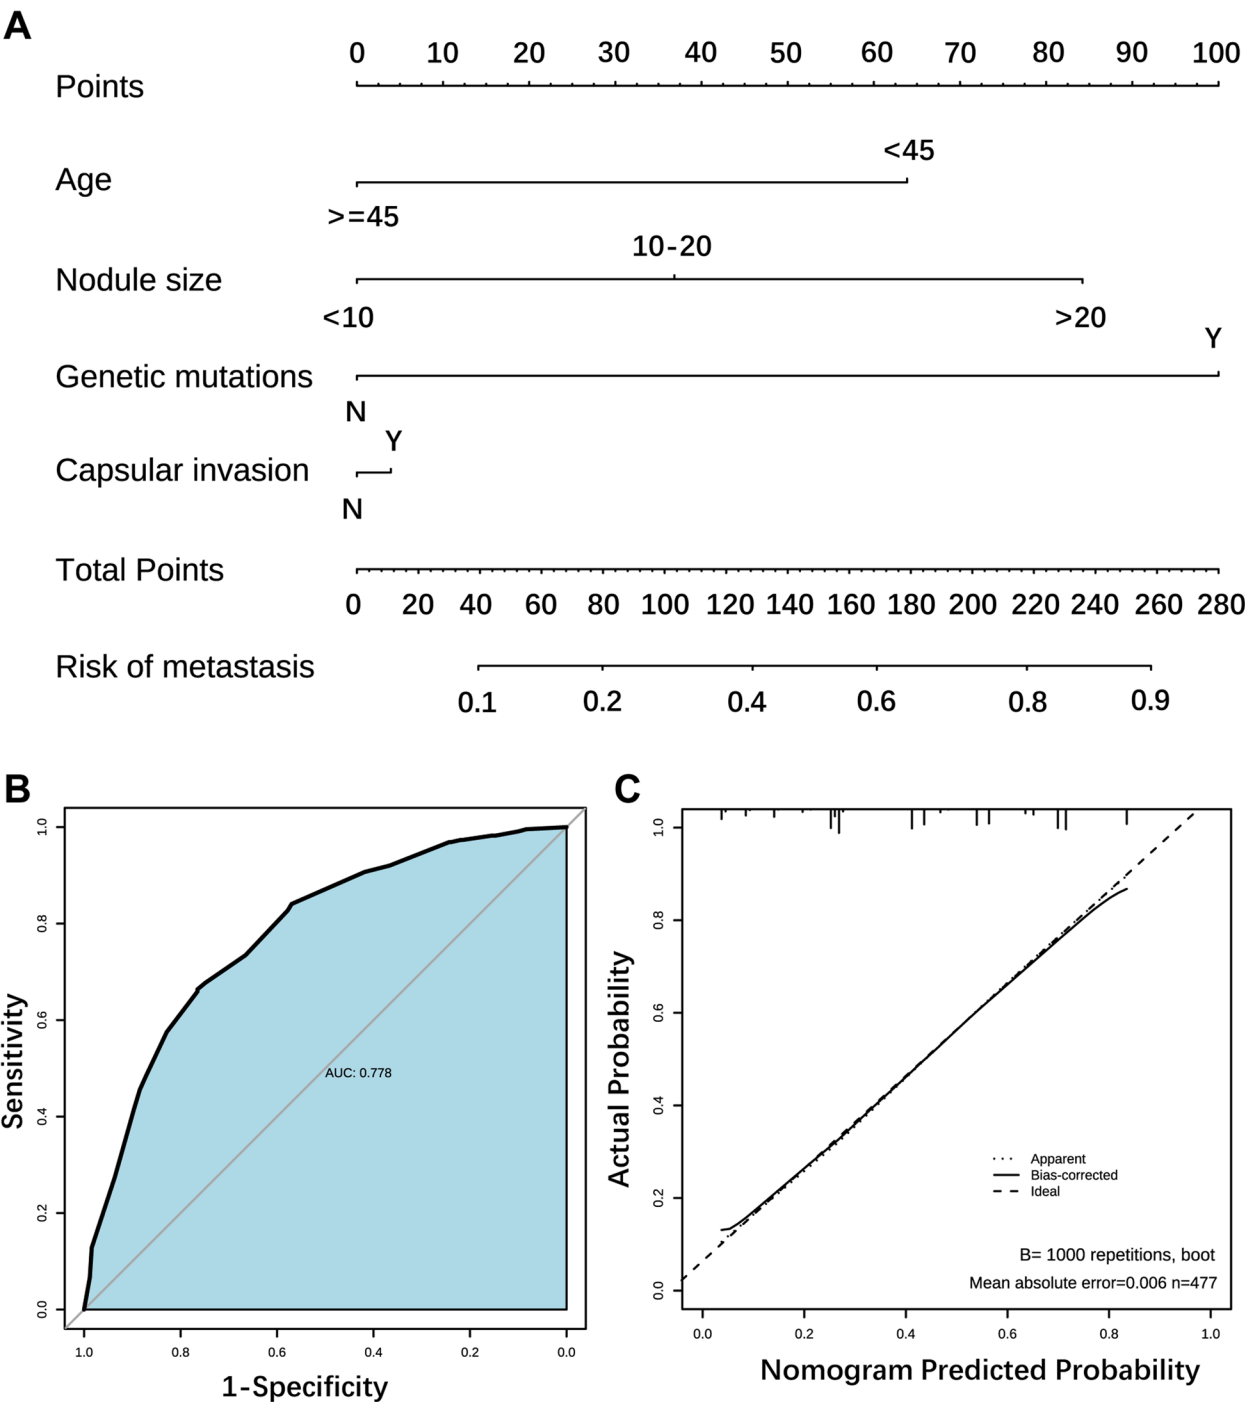 A
0 10 20 30 40 50 60 70 80 90 100
Points
<45
Age
>=45
10-20
Nodule size
<10 >20
Y
Genetic mutations
N
Y
Capsular invasion
N
Total Points
0 20 40 60 80 100 120 140 160 180 200 220 240 260 280
Risk of metastasis
0.1 0.2 0.4 0.6 0.8 0.9
B
1.0
0.8
0.6
0.4
0.2
0.0
Sensitivity
AUC: 0.778
1.0 0.8 0.6 0.4 0.2 0.0
1-Specificity
C
1.0
0.8
0.6
0.4
0.2
0.0
Actual Probability
Apparent
Bias-corrected
Ideal
B= 1000 repetitions, boot
Mean absolute error=0.006 n=477
0.0 0.2 0.4 0.6 0.8 1.0
Nomogram Predicted Probability